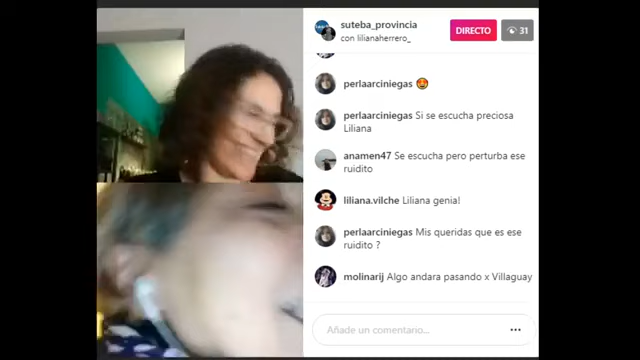 suteba_provincia
con lilianaherrero_
DIRECTO
31
perlaarciniegas
perlaarciniegas Si se escucha preciosa
Liliana
anamen47 Se escucha pero perturba ese
ruidito
liliana.vilche Liliana genia!
perlaarciniegas Mis queridas que es ese
ruidito ?
molinarij Algo andara pasando x Villaguay
Añade un comentario...